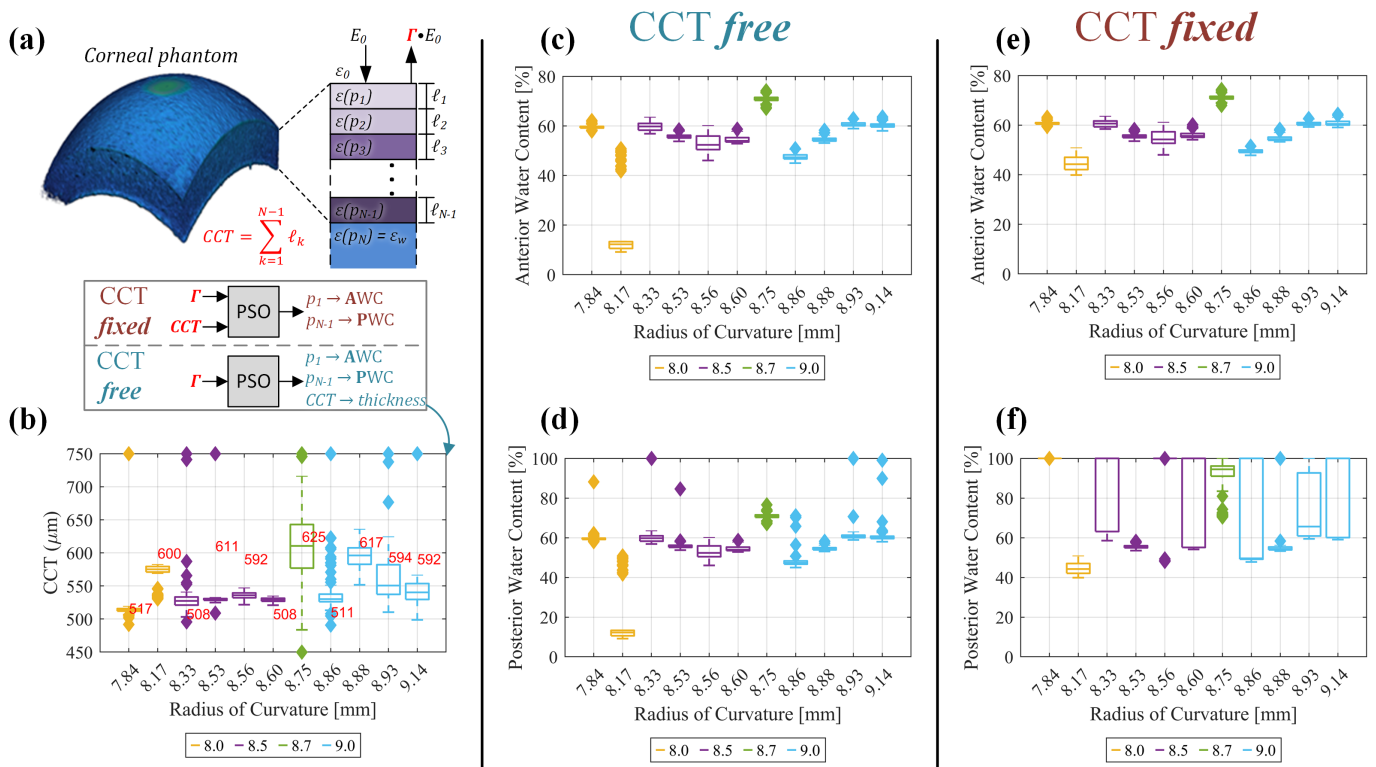 (a)
Corneal phantom
E0
Γ•E0
ε0
ε(p1)
ℓ1
ε(p2)
ℓ2
ε(p3)
ℓ3
ε(pN-1)
ℓN-1
ε(pN) = εw
CCT = ∑ ℓk
N−1
k=1
CCT
fixed
Γ
CCT
PSO
p1 → AWC
pN-1 → PWC
CCT
free
Γ
PSO
p1 → AWC
pN-1 → PWC
CCT → thickness
(b)
CCT (μm)
750
700
650
600
550
500
450
517
600
508
611
592
508
625
511
617
594
592
7.84 8.17 8.33 8.53 8.56 8.60 8.75 8.86 8.88 8.93 9.14
Radius of Curvature [mm]
8.0 8.5 8.7 9.0
CCT free
(c)
Anterior Water Content [%]
80
60
40
20
0
7.84 8.17 8.33 8.53 8.56 8.60 8.75 8.86 8.88 8.93 9.14
Radius of Curvature [mm]
8.0 8.5 8.7 9.0
(d)
Posterior Water Content [%]
100
80
60
40
20
0
7.84 8.17 8.33 8.53 8.56 8.60 8.75 8.86 8.88 8.93 9.14
Radius of Curvature [mm]
8.0 8.5 8.7 9.0
CCT fixed
(e)
Anterior Water Content [%]
80
60
40
20
0
7.84 8.17 8.33 8.53 8.56 8.60 8.75 8.86 8.88 8.93 9.14
Radius of Curvature [mm]
8.0 8.5 8.7 9.0
(f)
Posterior Water Content [%]
100
80
60
40
20
0
7.84 8.17 8.33 8.53 8.56 8.60 8.75 8.86 8.88 8.93 9.14
Radius of Curvature [mm]
8.0 8.5 8.7 9.0